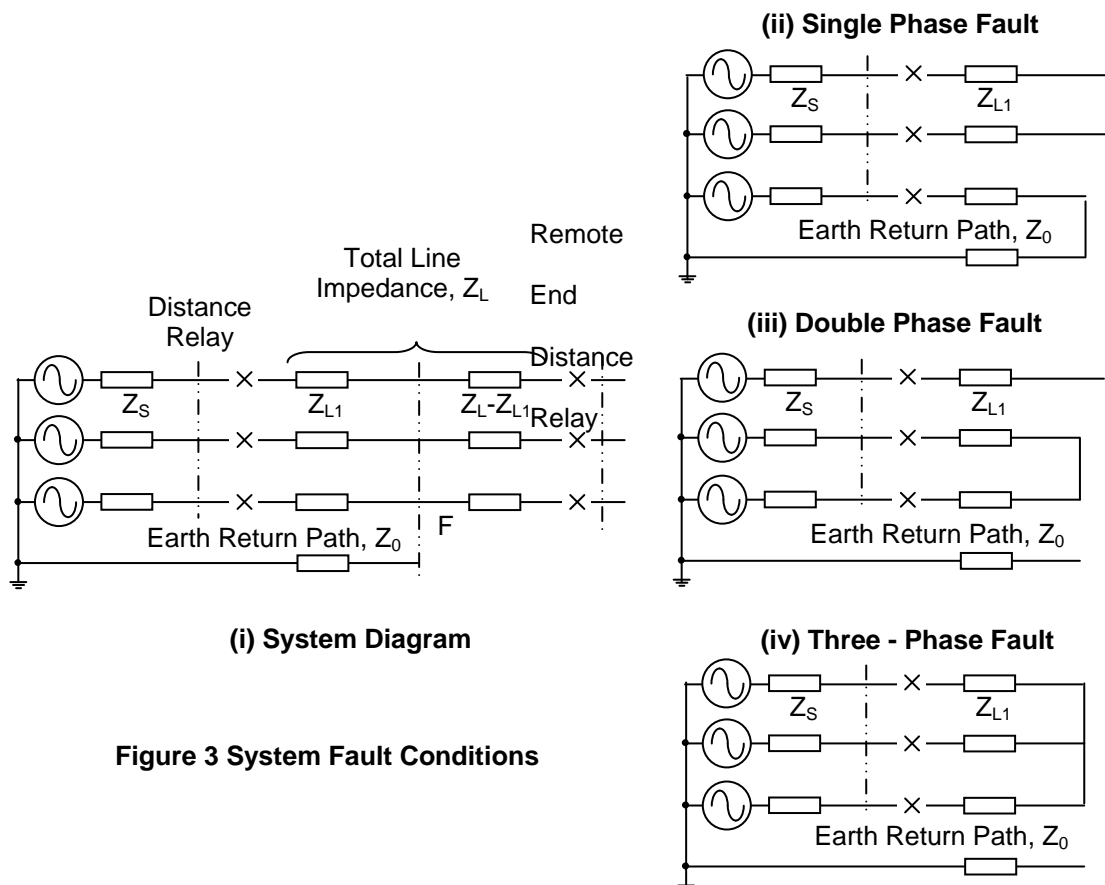 (ii) Single Phase Fault
Z_S
Z_L1
Earth Return Path, Z_0
Total Line
Impedance, Z_L
Distance
Relay
Remote
End
Distance
Relay
Z_S
Z_L1
Z_L-Z_L1
F
Earth Return Path, Z_0
(i) System Diagram
(iii) Double Phase Fault
Z_S
Z_L1
Earth Return Path, Z_0
(iv) Three - Phase Fault
Z_S
Z_L1
Earth Return Path, Z_0
Figure 3 System Fault Conditions